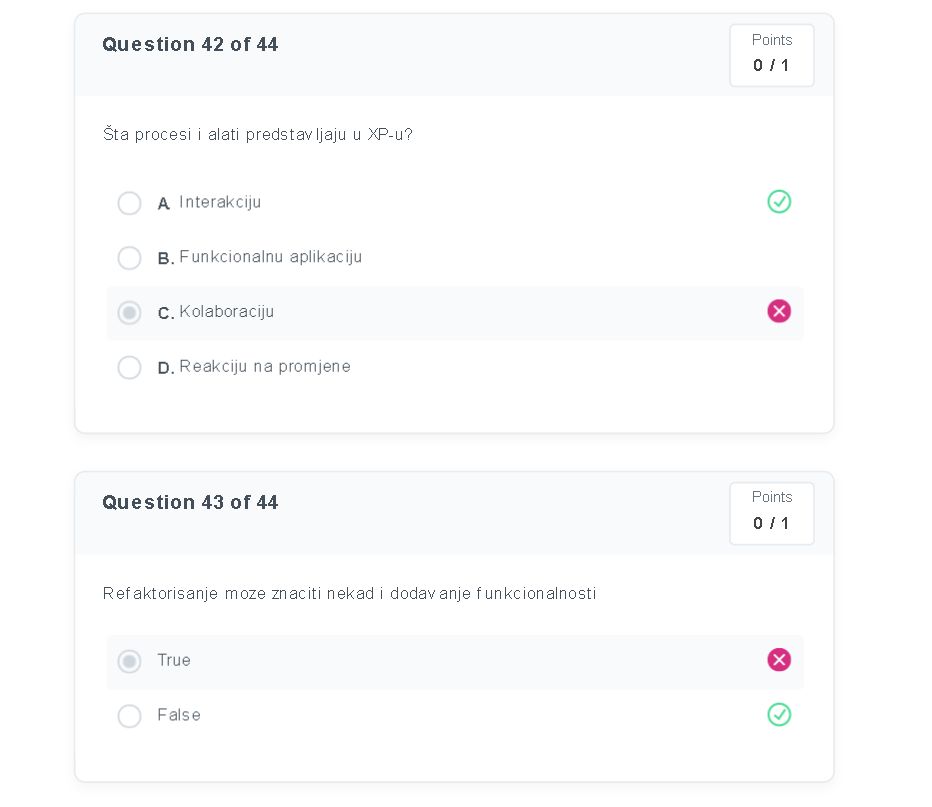 Question 42 of 44
Points
0 / 1
Šta procesi i alati predstavljaju u XP-u?
A. Interakciju
B. Funkcionalnu aplikaciju
C. Kolaboraciju
D. Reakciju na promjene
Question 43 of 44
Points
0 / 1
Refaktorisanje moze znaciti nekad i dodavanje funkcionalnosti
True
False